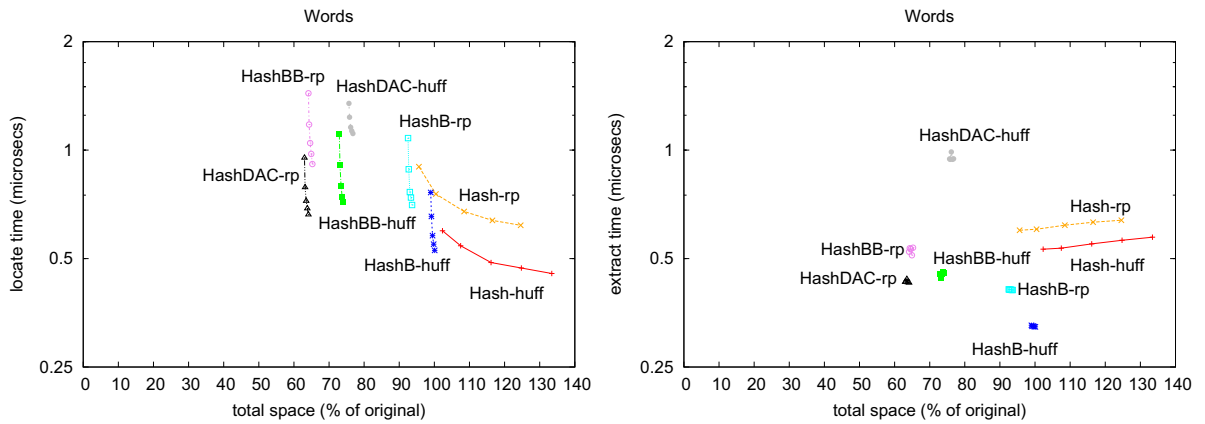 Words
2
1
0.5
0.25
locate time (microsecs)
HashBB-rp
HashDAC-huff
HashB-rp
HashDAC-rp
Hash-rp
HashBB-huff
HashB-huff
Hash-huff
0 10 20 30 40 50 60 70 80 90 100 110 120 130 140
total space (% of original)
Words
2
1
0.5
0.25
extract time (microsecs)
HashDAC-huff
Hash-rp
HashBB-rp
HashBB-huff
Hash-huff
HashDAC-rp
HashB-rp
HashB-huff
0 10 20 30 40 50 60 70 80 90 100 110 120 130 140
total space (% of original)